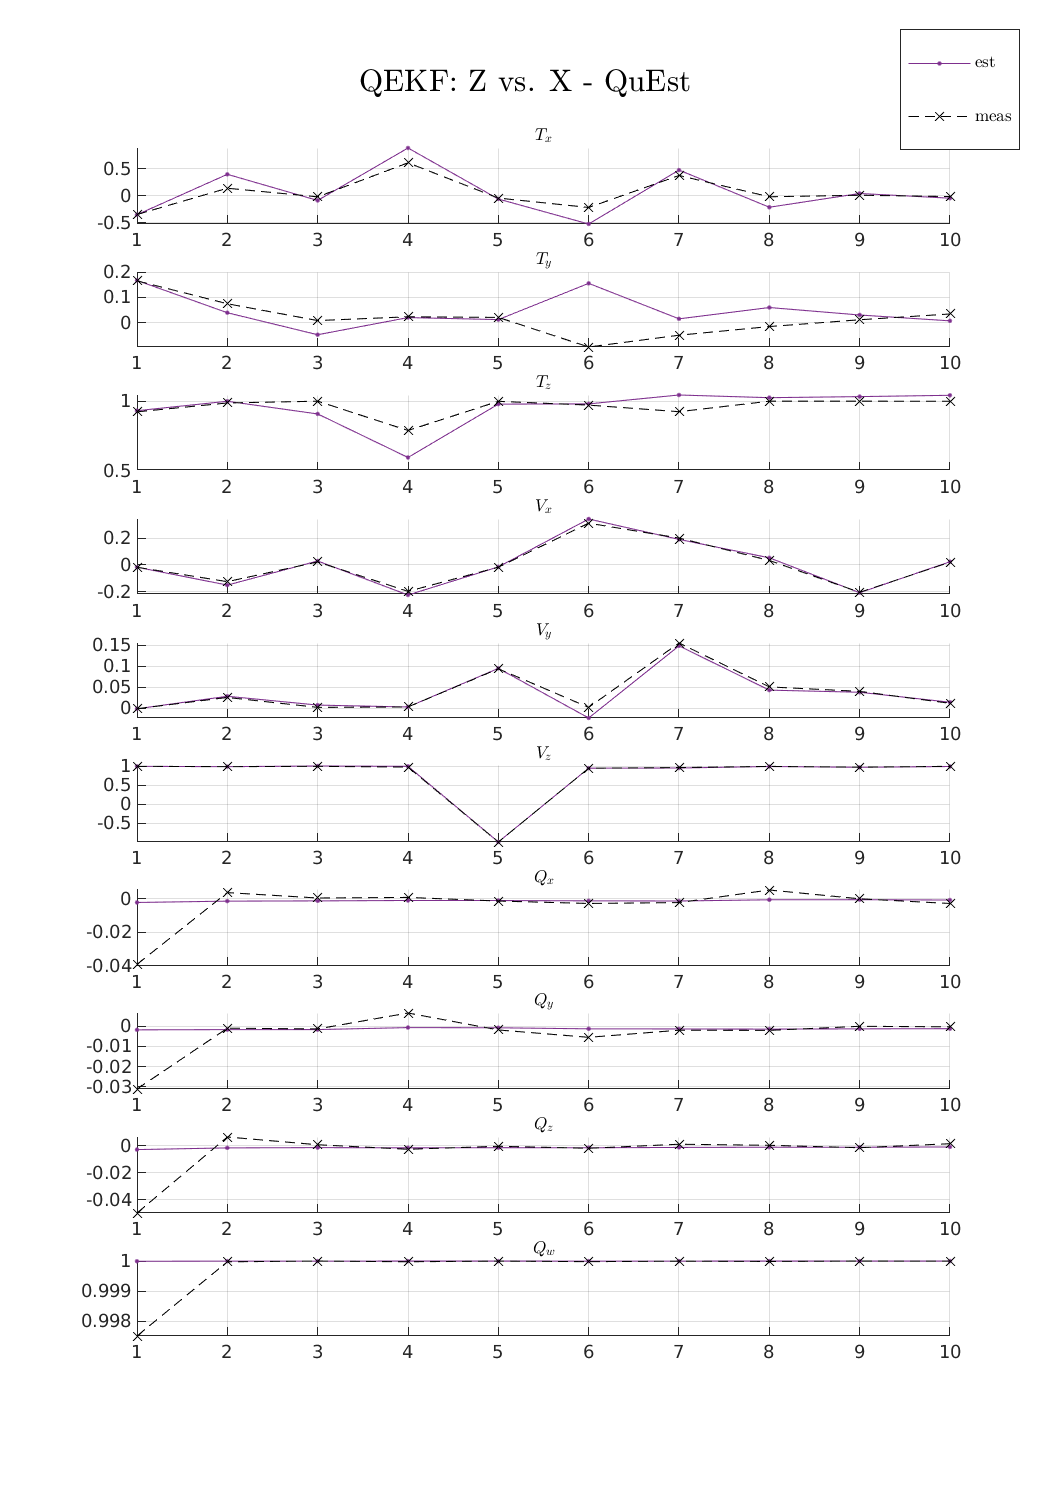 QEKF: Z vs. X - QuEst
est
meas
T_x
0.5
0
-0.5
1 2 3 4 5 6 7 8 9 10
T_y
0.2
0.1
0
1 2 3 4 5 6 7 8 9 10
T_z
1
0.5
1 2 3 4 5 6 7 8 9 10
V_x
0.2
0
-0.2
1 2 3 4 5 6 7 8 9 10
V_y
0.15
0.1
0.05
0
1 2 3 4 5 6 7 8 9 10
V_z
1
0.5
0
-0.5
1 2 3 4 5 6 7 8 9 10
Q_x
0
-0.02
-0.04
1 2 3 4 5 6 7 8 9 10
Q_y
0
-0.01
-0.02
-0.03
1 2 3 4 5 6 7 8 9 10
Q_z
0
-0.02
-0.04
1 2 3 4 5 6 7 8 9 10
Q_w
1
0.999
0.998
1 2 3 4 5 6 7 8 9 10